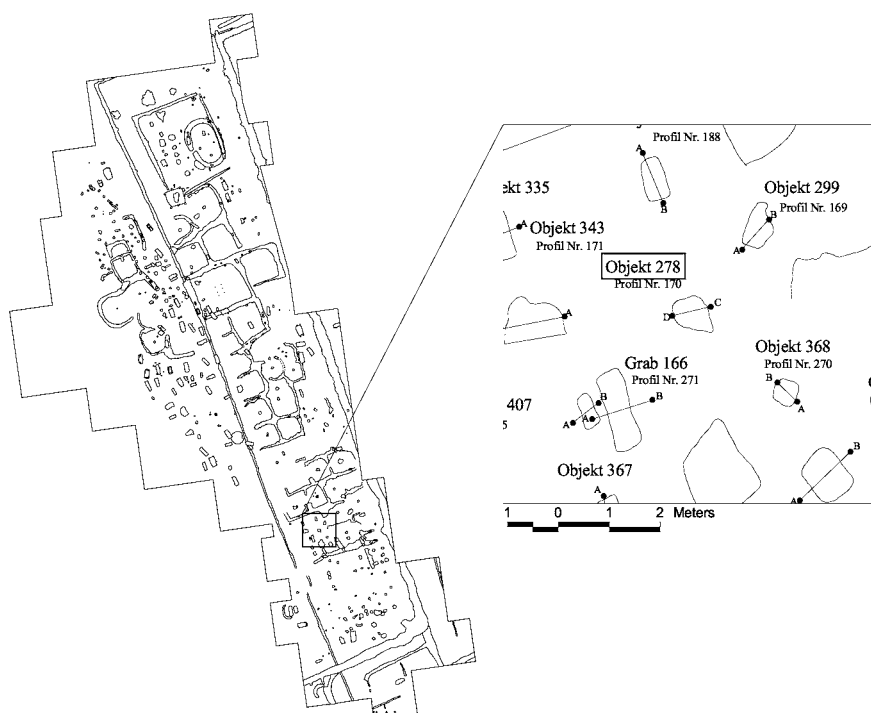 Profil Nr. 188
A
B
ekt 335
Objekt 299
Profil Nr. 169
B
A
A
Objekt 343
Profil Nr. 171
Objekt 278
Profil Nr. 170
C
D
A
Grab 166
Profil Nr. 271
Objekt 368
Profil Nr. 270
B
A
B
B
A
A
407
5
Objekt 367
A
B
A
1 0 1 2 Meters